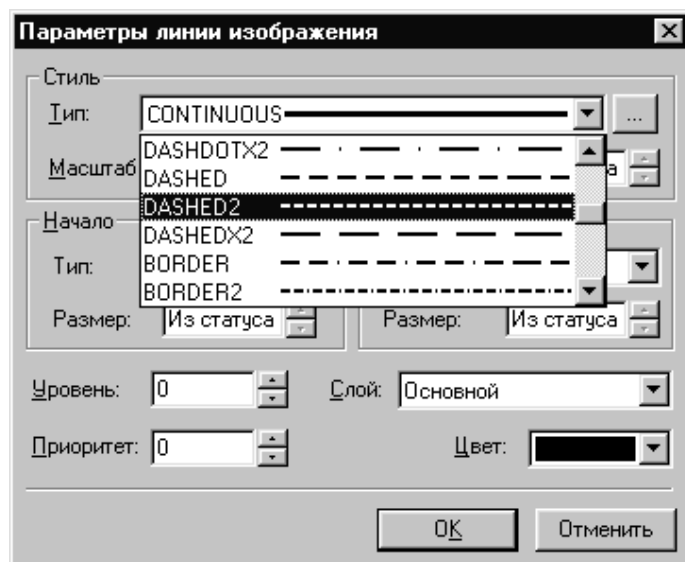 Параметры линии изображения
Стиль
Тип: CONTINUOUS ...
DASHDOTX2
Масштаб а
DASHED
DASHED2
Начало
DASHEDX2
Тип: BORDER
BORDER2
Размер: Из статуса Размер: Из статуса
Уровень: 0 Слой: Основной
Приоритет: 0 Цвет:
OK Отменить